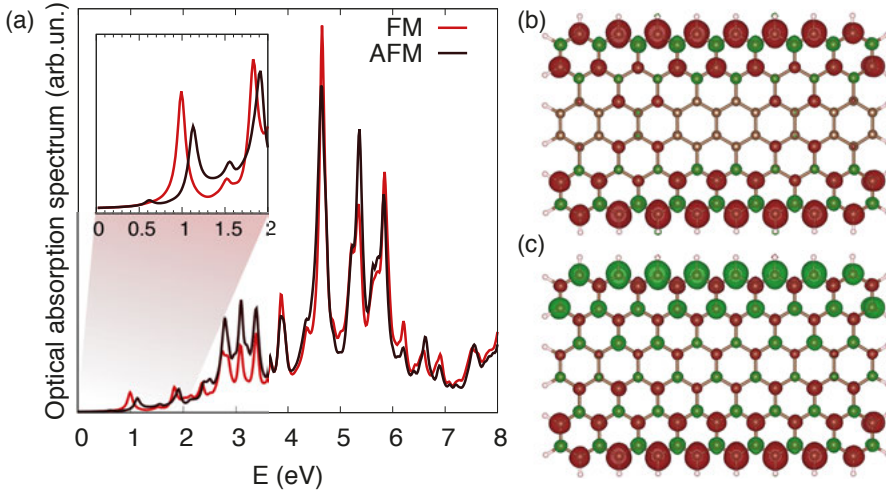 (a)
Optical absorption spectrum (arb.un.)
FM
AFM
0 0.5 1 1.5 2
0 1 2 3 4 5 6 7 8
E (eV)
(b)
(c)